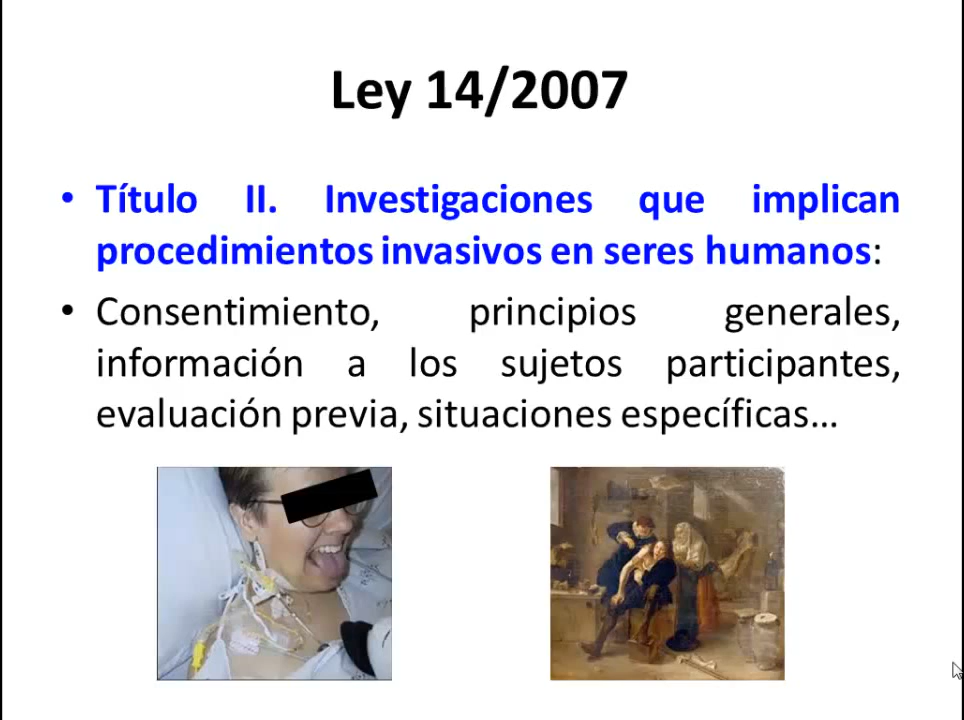 Ley 14/2007
• Título II. Investigaciones que implican
procedimientos invasivos en seres humanos:
• Consentimiento, principios generales,
información a los sujetos participantes,
evaluación previa, situaciones específicas...